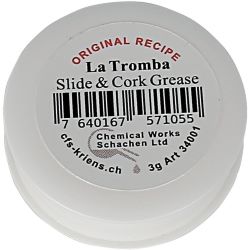 ORIGINAL RECIPE
La Tromba
Slide & Cork Grease
7 640167 571055
Chemical Works
Schachen Ltd
cfs-kriens.ch
3g Art 34001